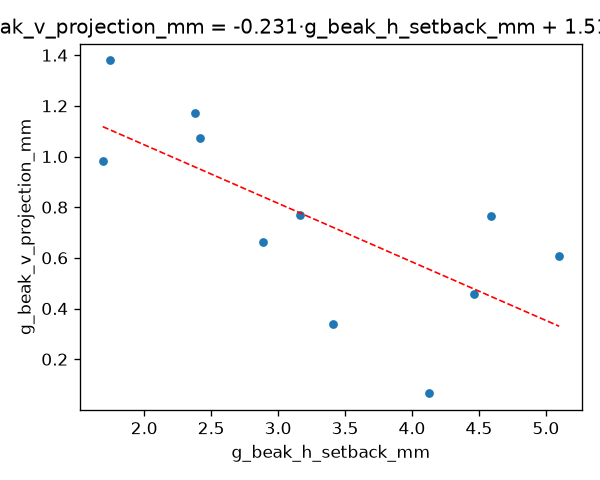 ak_v_projection_mm = -0.231·g_beak_h_setback_mm + 1.51
1.4
1.2
1.0
0.8
0.6
0.4
0.2
g_beak_v_projection_mm
2.0 2.5 3.0 3.5 4.0 4.5 5.0
g_beak_h_setback_mm